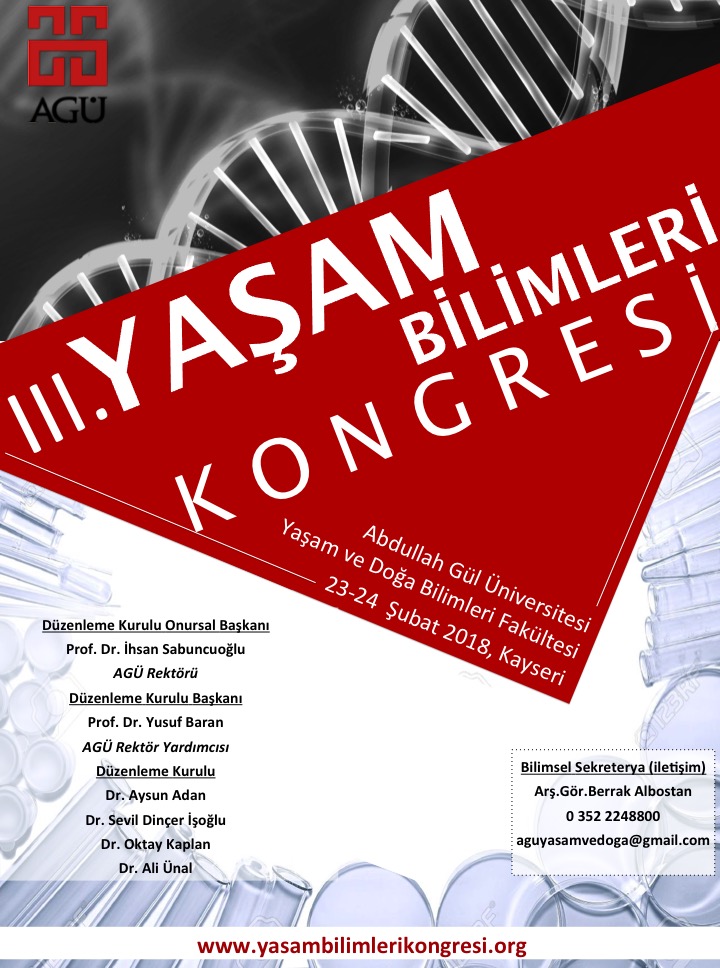 AGÜ
III. YAŞAM
BİLİMLERİ
KONGRESİ
Abdullah Gül Üniversitesi
Yaşam ve Doğa Bilimleri Fakültesi
23-24 Şubat 2018, Kayseri
Düzenleme Kurulu Onursal Başkanı
Prof. Dr. İhsan Sabuncuoğlu
AGÜ Rektörü
Düzenleme Kurulu Başkanı
Prof. Dr. Yusuf Baran
AGÜ Rektör Yardımcısı
Düzenleme Kurulu
Dr. Aysun Adan
Dr. Sevil Dinçer İşoğlu
Dr. Oktay Kaplan
Dr. Ali Ünal
Bilimsel Sekreterya (iletişim)
Arş.Gör.Berrak Albostan
0 352 2248800
aguyasamvedoga@gmail.com
www.yasambilimlerikongresi.org